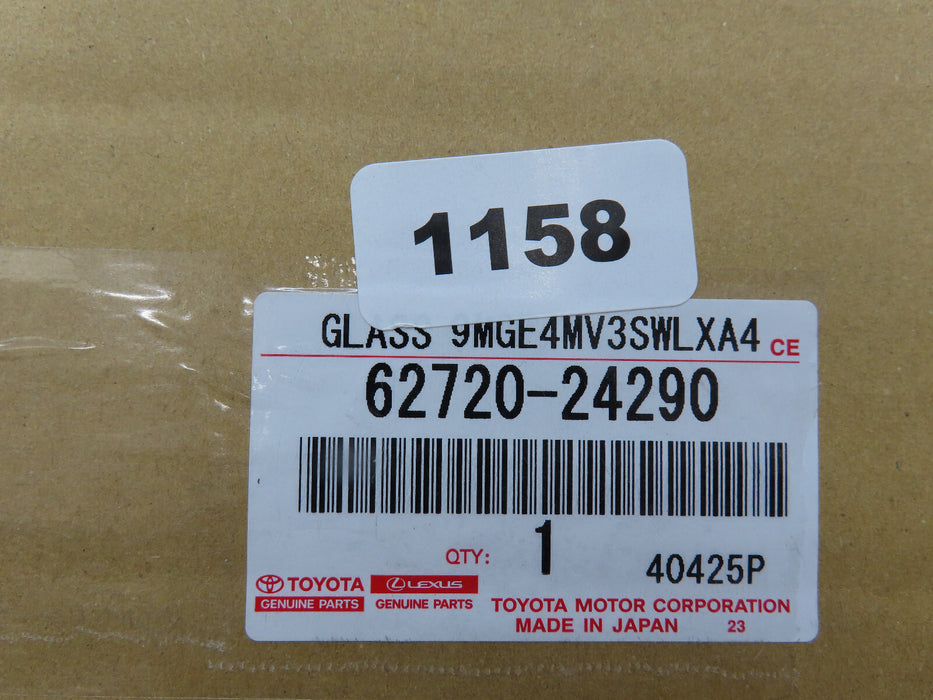 1158
GLASS 9MGE4MV3SWLXA4 CE
62720-24290
QTY: 1
40425P
TOYOTA LEXUS
GENUINE PARTS GENUINE PARTS
TOYOTA MOTOR CORPORATION
MADE IN JAPAN 23